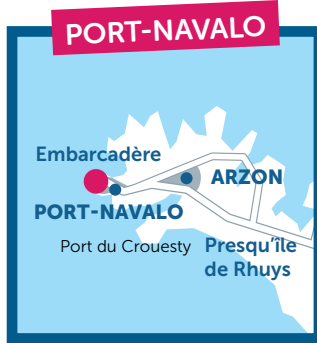 PORT-NAVALO
Embarcadère
ARZON
PORT-NAVALO
Port du Crouesty
Presqu'île
de Rhuys